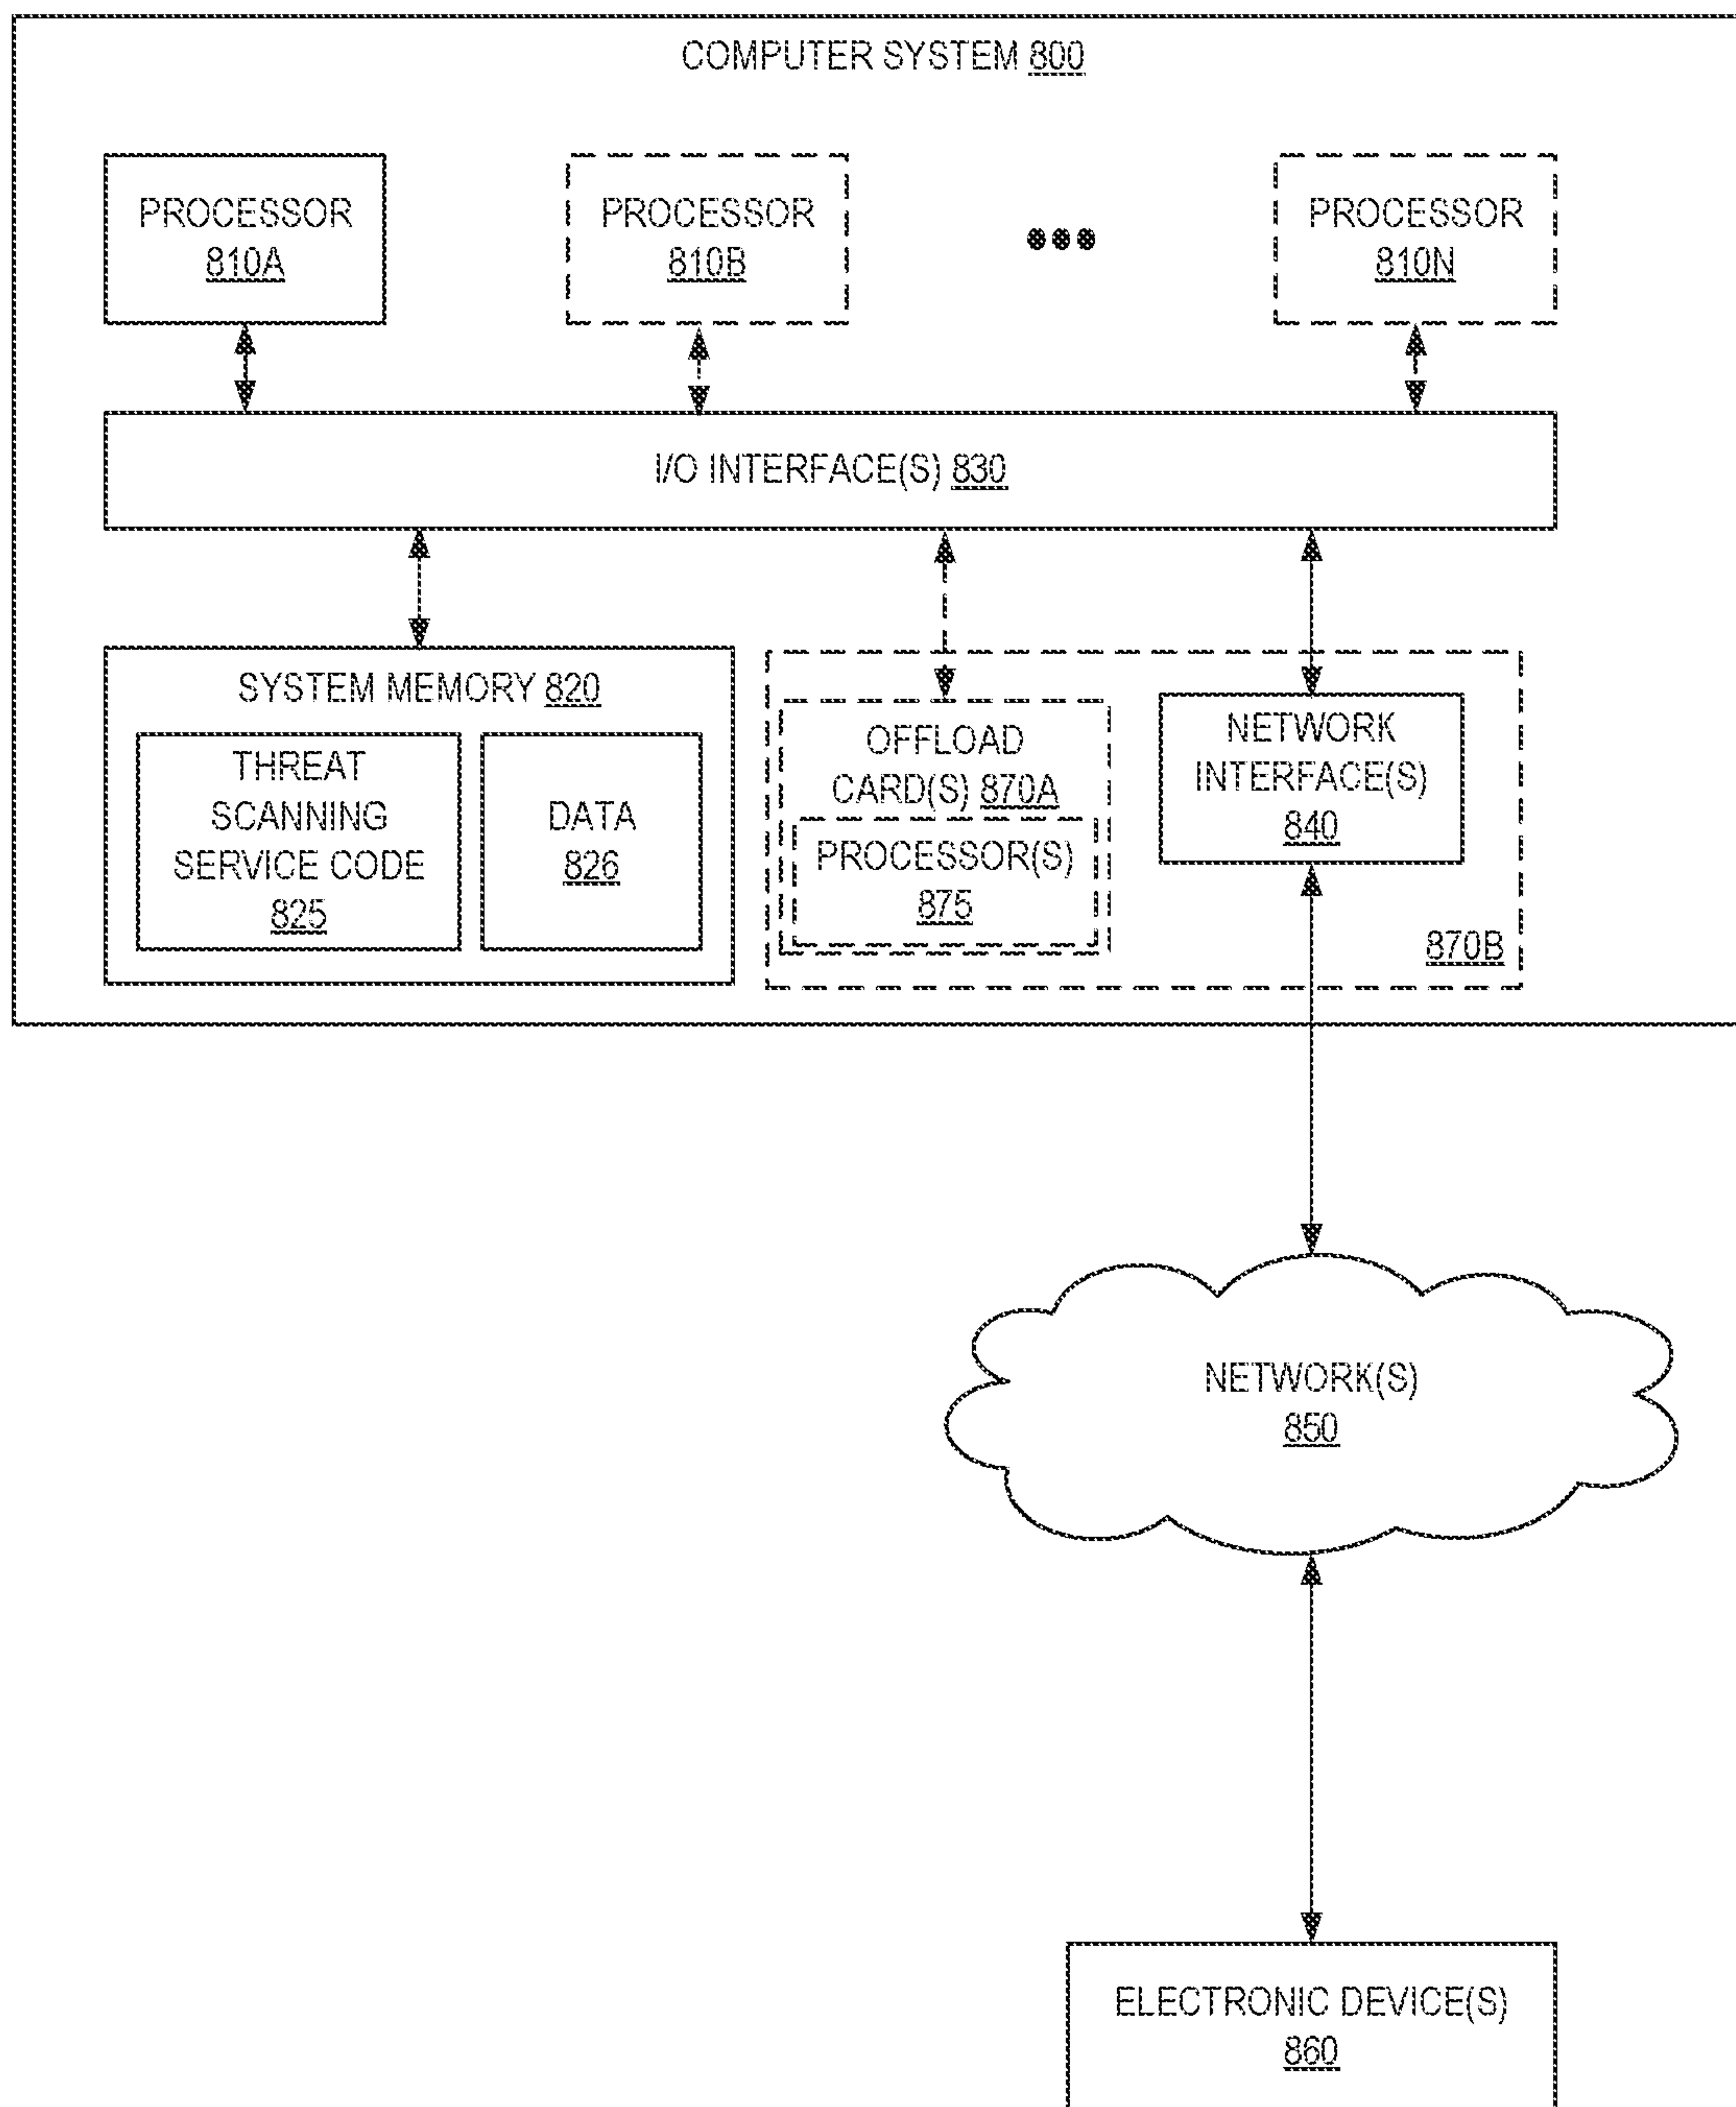 COMPUTER SYSTEM 800
PROCESSOR
810A
PROCESSOR
810B
PROCESSOR
810N
I/O INTERFACE(S) 830
SYSTEM MEMORY 820
THREAT
SCANNING
SERVICE CODE
825
DATA
826
OFFLOAD
CARD(S) 870A
PROCESSOR(S)
875
NETWORK
INTERFACE(S)
840
870B
NETWORK(S)
850
ELECTRONIC DEVICE(S)
860